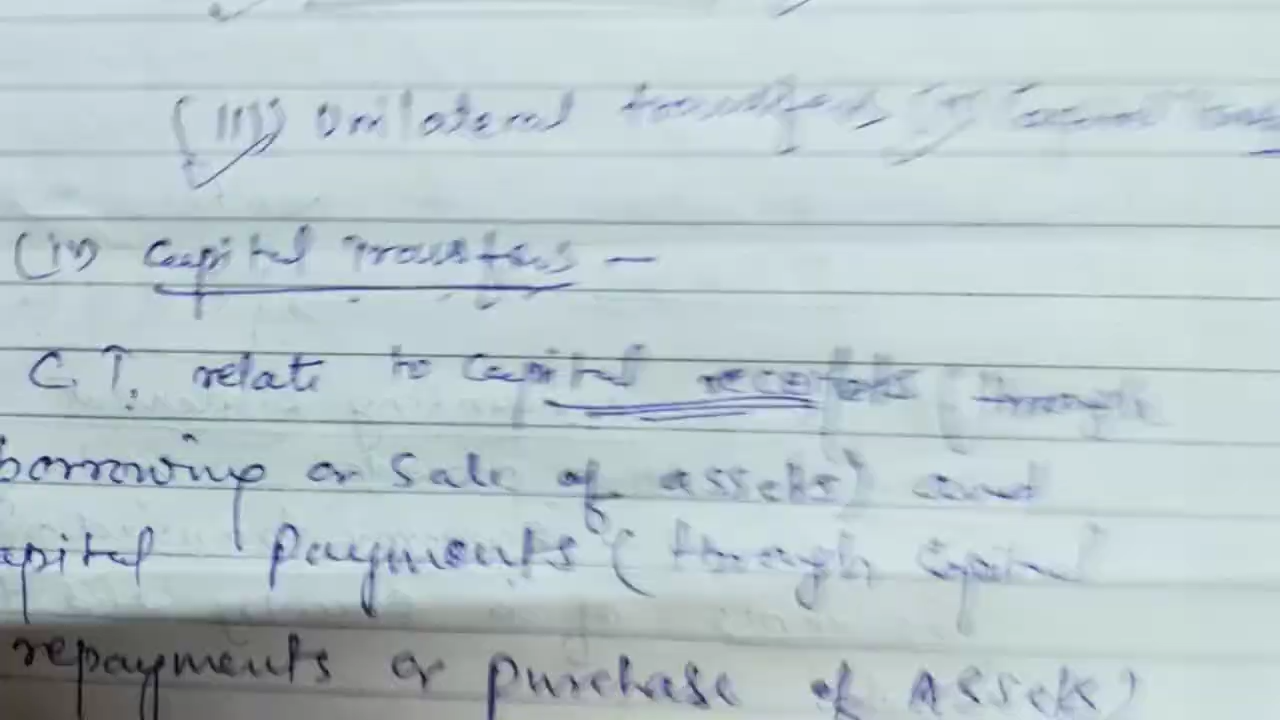 (iii) Unilateral transfers
(iv) Capital Transfers —
C.T. relate to Capital receipts (through
borrowing or Sale of assets) and
apital Payments (through Capital
repayments or purchase of Assets)